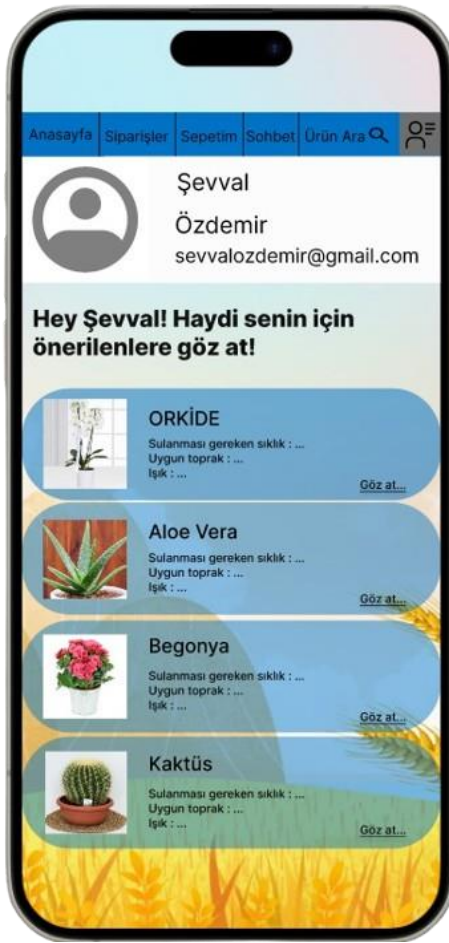 Anasayfa Siparişler Sepetim Sohbet Ürün Ara
Şevval
Özdemir
sevvalozdemir@gmail.com
Hey Şevval! Haydi senin için
önerilenlere göz at!
ORKİDE
Sulanması gereken sıklık : ...
Uygun toprak : ...
Işık : ...
Göz at...
Aloe Vera
Sulanması gereken sıklık : ...
Uygun toprak : ...
Işık : ...
Göz at...
Begonya
Sulanması gereken sıklık : ...
Uygun toprak : ...
Işık : ...
Göz at...
Kaktüs
Sulanması gereken sıklık : ...
Uygun toprak : ...
Işık : ...
Göz at...